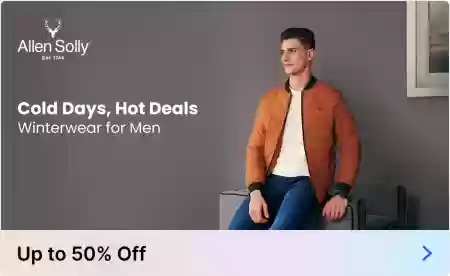 Allen Solly
Est. 1744
Cold Days, Hot Deals
Winterwear for Men
Up to 50% Off